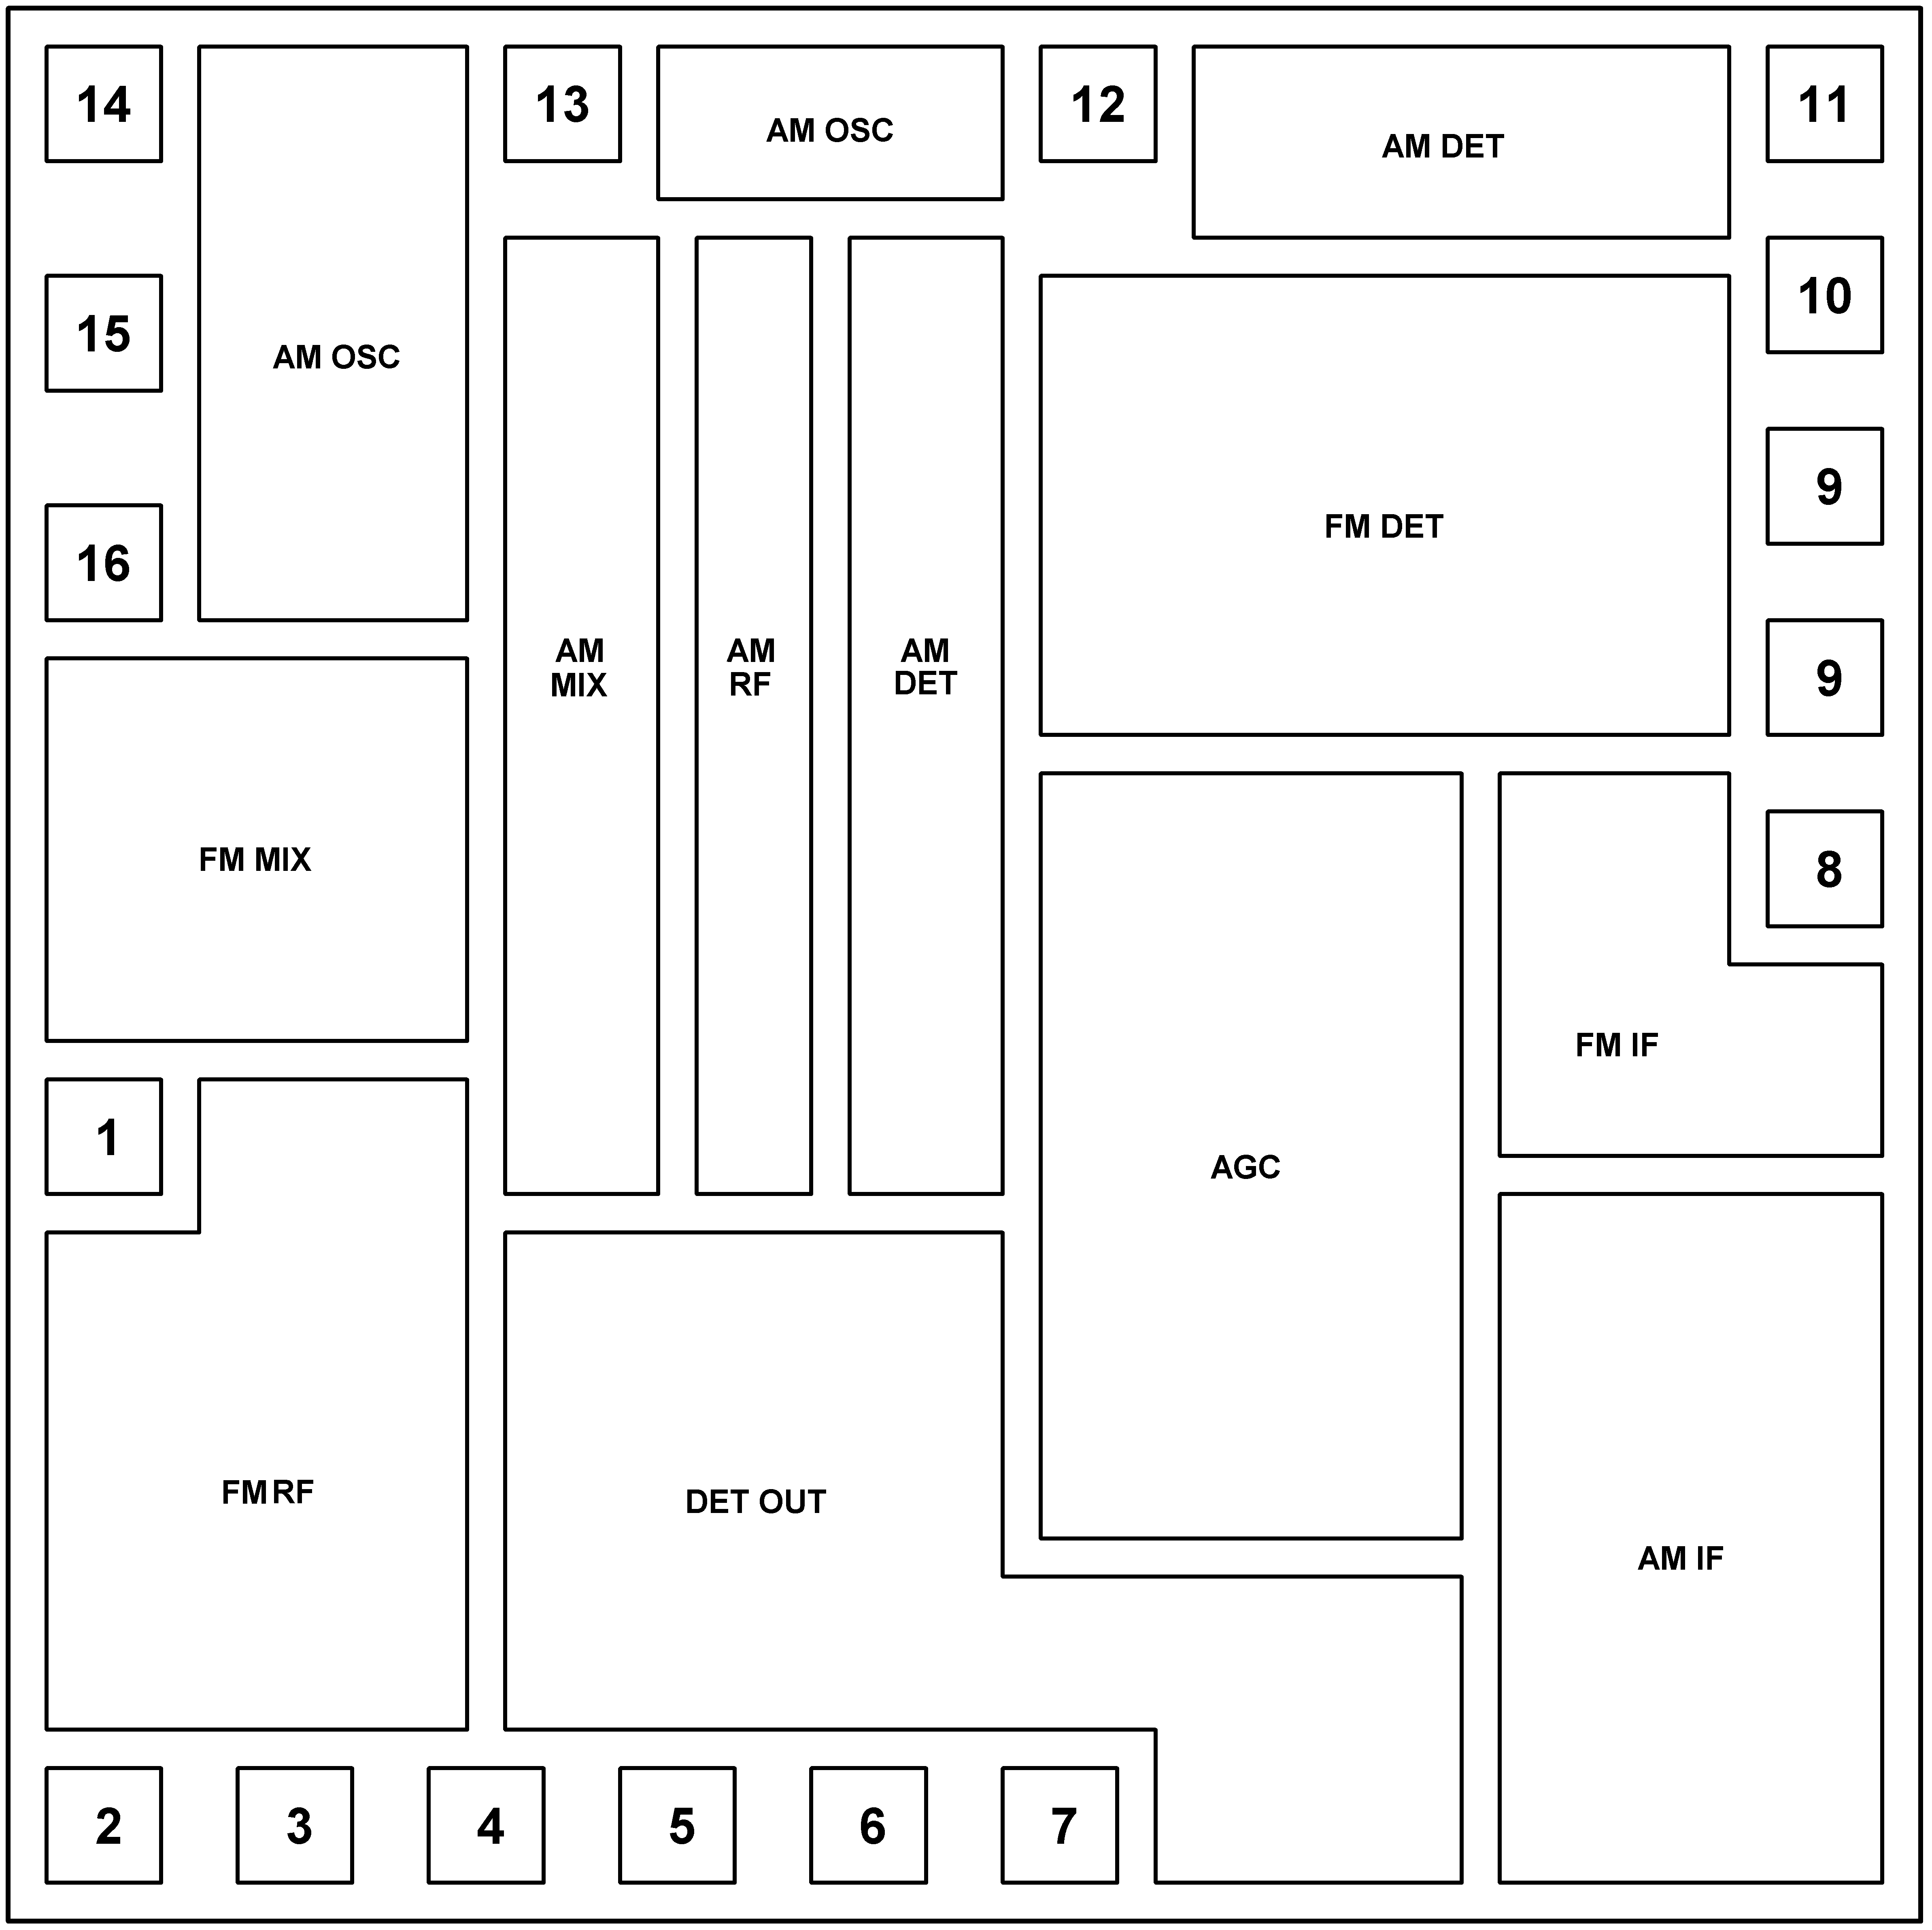 14
13
AM OSC
12
AM DET
11
15
AM OSC
10
9
16
AM
MIX
AM
RF
AM
DET
FM DET
9
FM MIX
8
1
AGC
FM IF
FM RF
DET OUT
AM IF
2
3
4
5
6
7